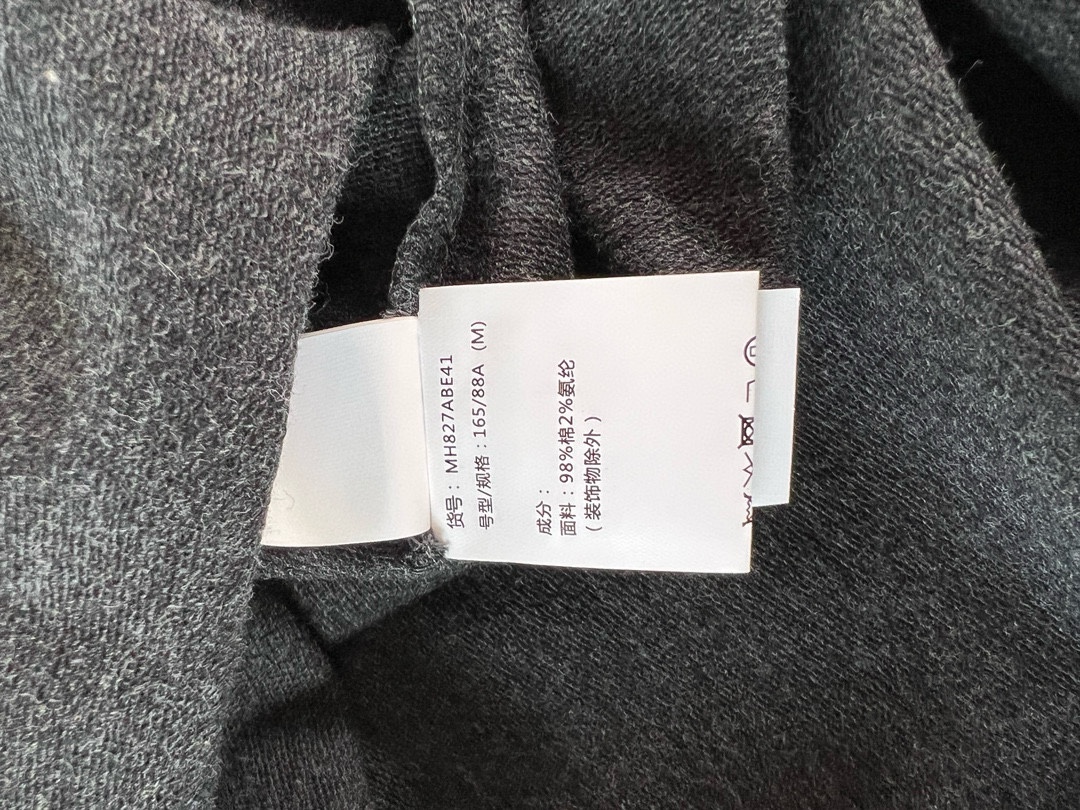 货号：MH827ABE41
号型/规格：165/88A（M）
成分：
面料：98%棉2%氨纶
（装饰物除外）